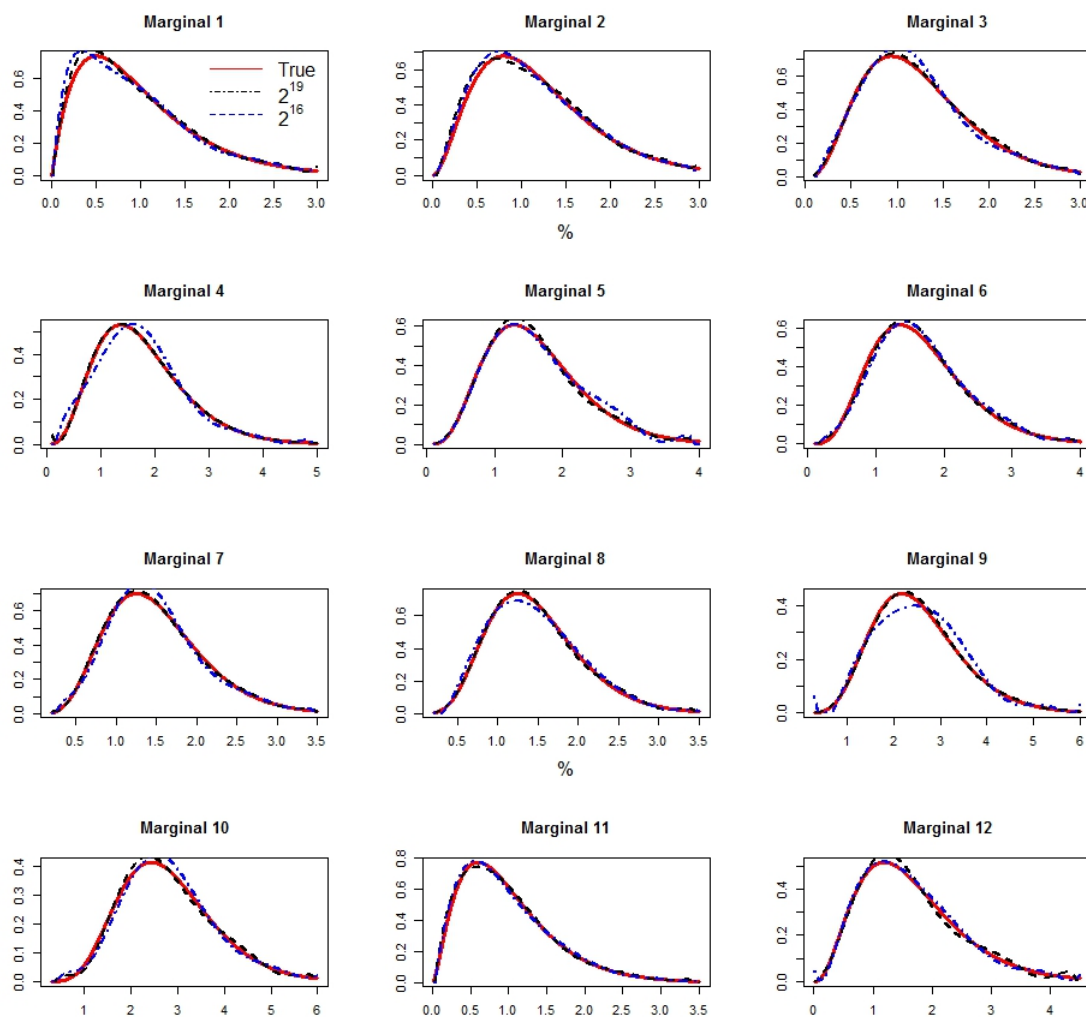 Marginal 1 Marginal 2 Marginal 3
True
2^19
2^16
0.0 0.2 0.4 0.6
0.0 0.5 1.0 1.5 2.0 2.5 3.0
0.0 0.2 0.4 0.6
0.0 0.5 1.0 1.5 2.0 2.5 3.0
%
0.0 0.2 0.4 0.6
0.0 0.5 1.0 1.5 2.0 2.5 3.0
Marginal 4 Marginal 5 Marginal 6
0.0 0.2 0.4
0 1 2 3 4 5
0.0 0.2 0.4 0.6
0 1 2 3 4
0.0 0.2 0.4 0.6
0 1 2 3 4
Marginal 7 Marginal 8 Marginal 9
0.0 0.2 0.4 0.6
0.5 1.0 1.5 2.0 2.5 3.0 3.5
0.0 0.2 0.4 0.6
0.5 1.0 1.5 2.0 2.5 3.0 3.5
%
0.0 0.2 0.4
1 2 3 4 5 6
Marginal 10 Marginal 11 Marginal 12
0.0 0.1 0.2 0.3 0.4
1 2 3 4 5 6
0.0 0.2 0.4 0.6 0.8
0.0 0.5 1.0 1.5 2.0 2.5 3.0 3.5
0.0 0.2 0.4
0 1 2 3 4